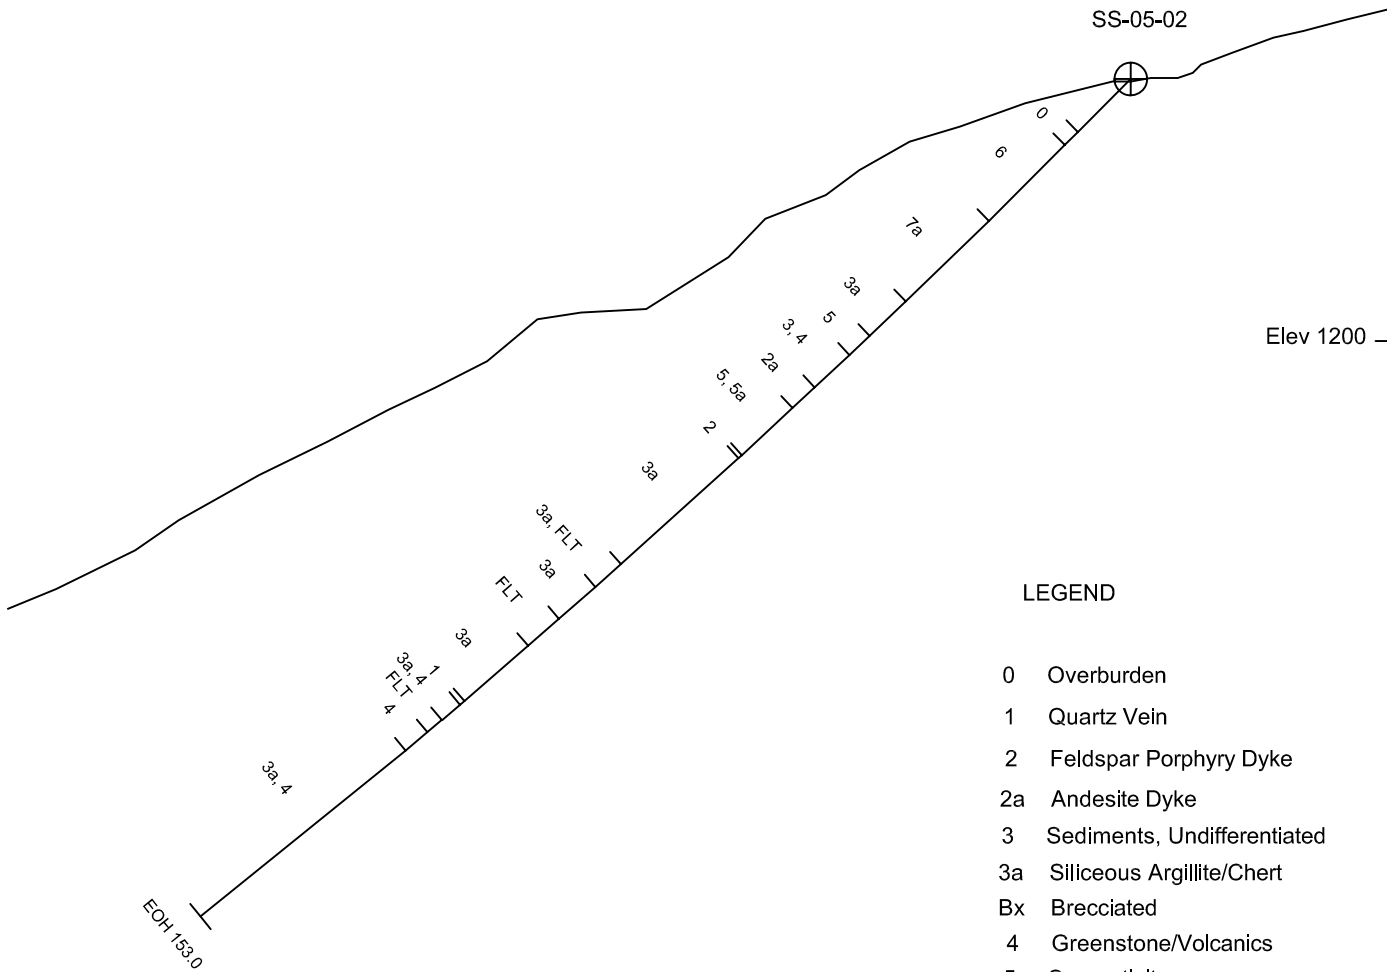 SS-05-02
0
6
7a
3a
5
3, 4
2a
5, 5a
2
3a
3a, FLT
3a
FLT
3a
1
3a, 4
FLT
4
3a, 4
EOH 153.0
Elev 1200
LEGEND
0 Overburden
1 Quartz Vein
2 Feldspar Porphyry Dyke
2a Andesite Dyke
3 Sediments, Undifferentiated
3a Siliceous Argillite/Chert
Bx Brecciated
4 Greenstone/Volcanics